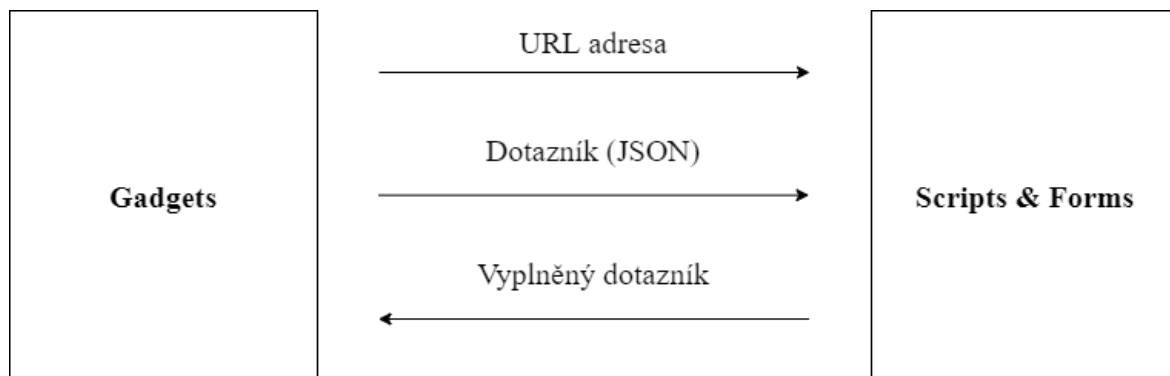 URL adresa
Dotazník (JSON)
Gadgets
Scripts & Forms
Vyplněný dotazník